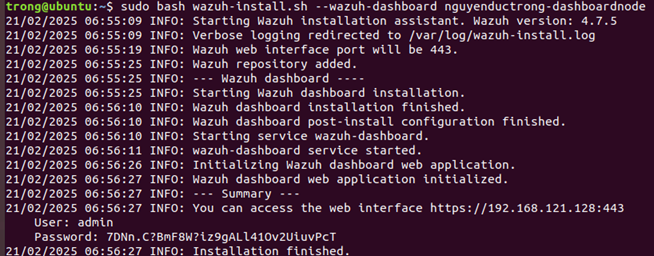 trong@ubuntu:~$ sudo bash wazuh-install.sh --wazuh-dashboard nguyenductrong-dashboardnode
21/02/2025 06:55:09 INFO: Starting Wazuh installation assistant. Wazuh version: 4.7.5
21/02/2025 06:55:09 INFO: Verbose logging redirected to /var/log/wazuh-install.log
21/02/2025 06:55:19 INFO: Wazuh web interface port will be 443.
21/02/2025 06:55:25 INFO: Wazuh repository added.
21/02/2025 06:55:25 INFO: --- Wazuh dashboard ----
21/02/2025 06:55:25 INFO: Starting Wazuh dashboard installation.
21/02/2025 06:56:10 INFO: Wazuh dashboard installation finished.
21/02/2025 06:56:10 INFO: Wazuh dashboard post-install configuration finished.
21/02/2025 06:56:10 INFO: Starting service wazuh-dashboard.
21/02/2025 06:56:11 INFO: wazuh-dashboard service started.
21/02/2025 06:56:26 INFO: Initializing Wazuh dashboard web application.
21/02/2025 06:56:27 INFO: Wazuh dashboard web application initialized.
21/02/2025 06:56:27 INFO: --- Summary ---
21/02/2025 06:56:27 INFO: You can access the web interface https://192.168.121.128:443
User: admin
Password: 7DNn.C?BmF8W?iz9gALl41Ov2UiuvPcT
21/02/2025 06:56:27 INFO: Installation finished.